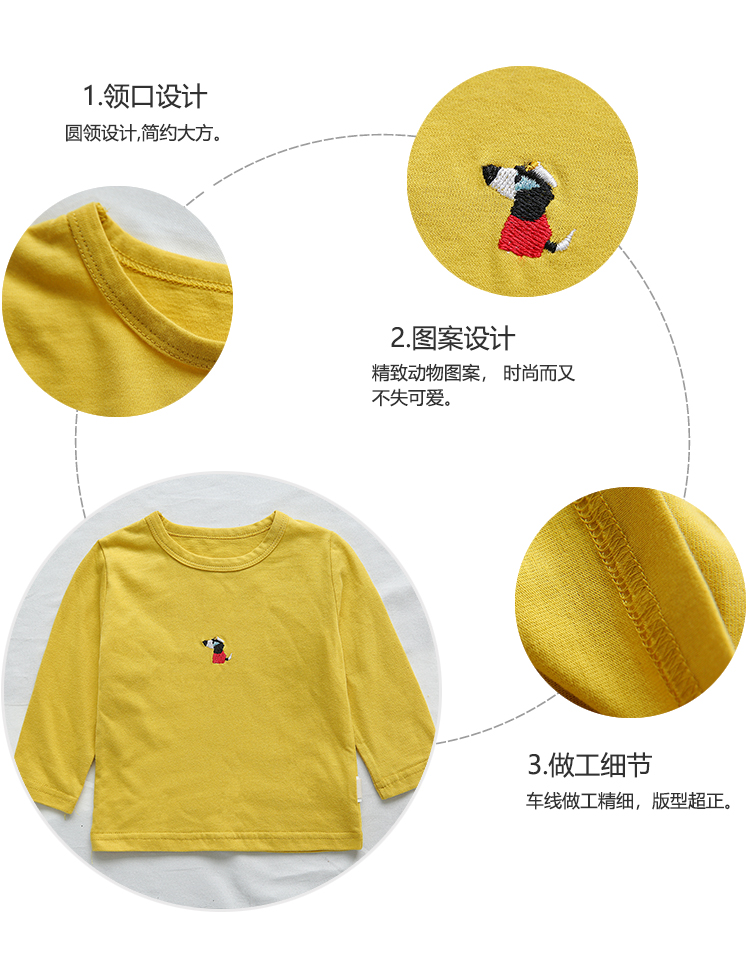 1.领口设计
圆领设计,简约大方。
2.图案设计
精致动物图案， 时尚而又
不失可爱。
3.做工细节
车线做工精细，版型超正。